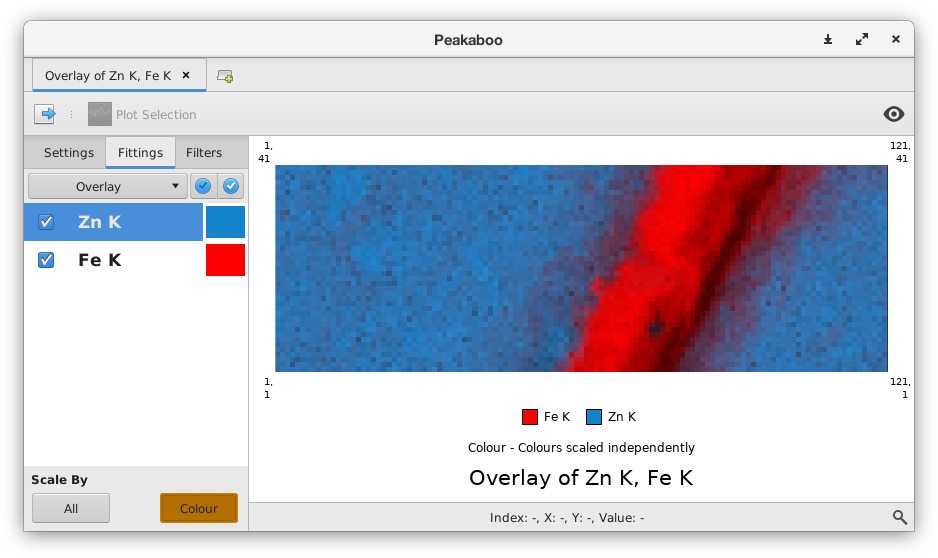 Peakaboo
Overlay of Zn K, Fe K
Plot Selection
Settings Fittings Filters
Overlay
Zn K
Fe K
Scale By
All Colour
1, 121,
41 41
1, 121,
1 1
Fe K Zn K
Colour - Colours scaled independently
Overlay of Zn K, Fe K
Index: -, X: -, Y: -, Value: -